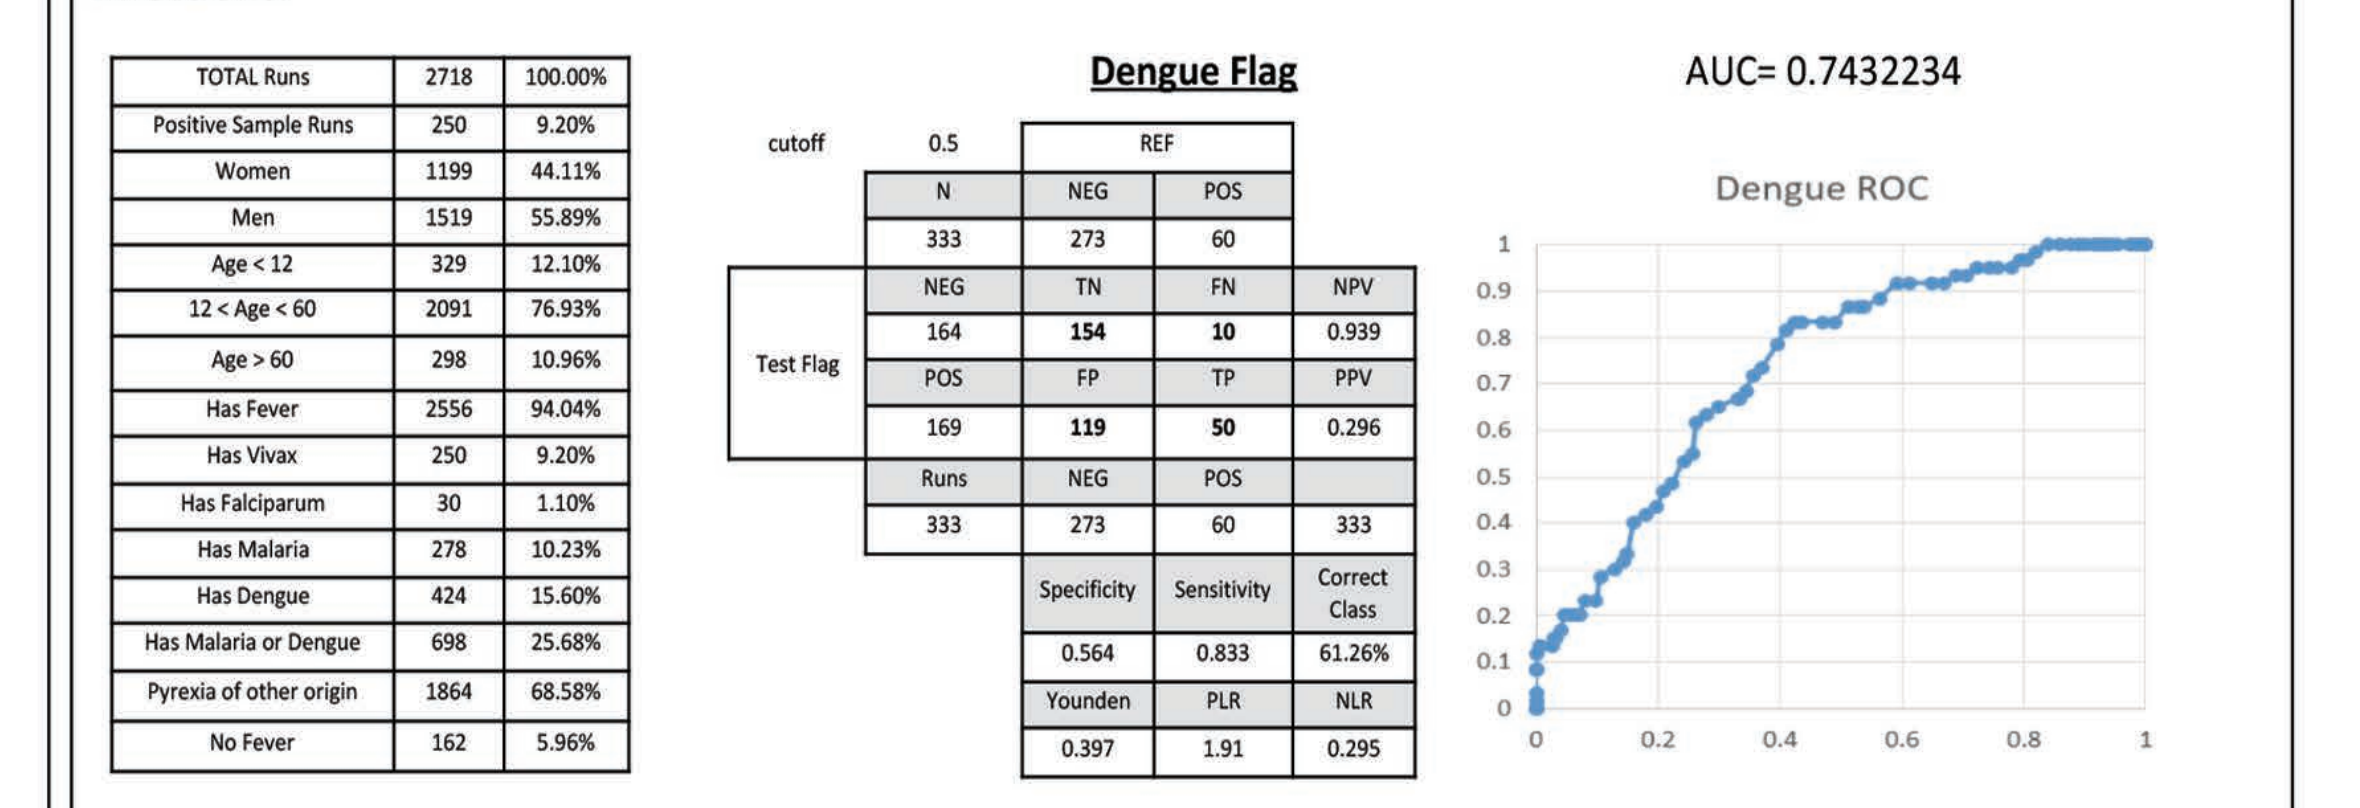 TOTAL Runs 2718 100.00%
Positive Sample Runs 250 9.20%
Women 1199 44.11%
Men 1519 55.89%
Age < 12 329 12.10%
12 < Age < 60 2091 76.93%
Age > 60 298 10.96%
Has Fever 2556 94.04%
Has Vivax 250 9.20%
Has Falciparum 30 1.10%
Has Malaria 278 10.23%
Has Dengue 424 15.60%
Has Malaria or Dengue 698 25.68%
Pyrexia of other origin 1864 68.58%
No Fever 162 5.96%
Dengue Flag
cutoff 0.5 REF
N NEG POS
333 273 60
Test Flag
NEG TN FN NPV
164 154 10 0.939
POS FP TP PPV
169 119 50 0.296
Runs NEG POS
333 273 60 333
Specificity Sensitivity Correct
Class
0.564 0.833 61.26%
Younden PLR NLR
0.397 1.91 0.295
AUC= 0.7432234
Dengue ROC
1
0.9
0.8
0.7
0.6
0.5
0.4
0.3
0.2
0.1
0
0 0.2 0.4 0.6 0.8 1